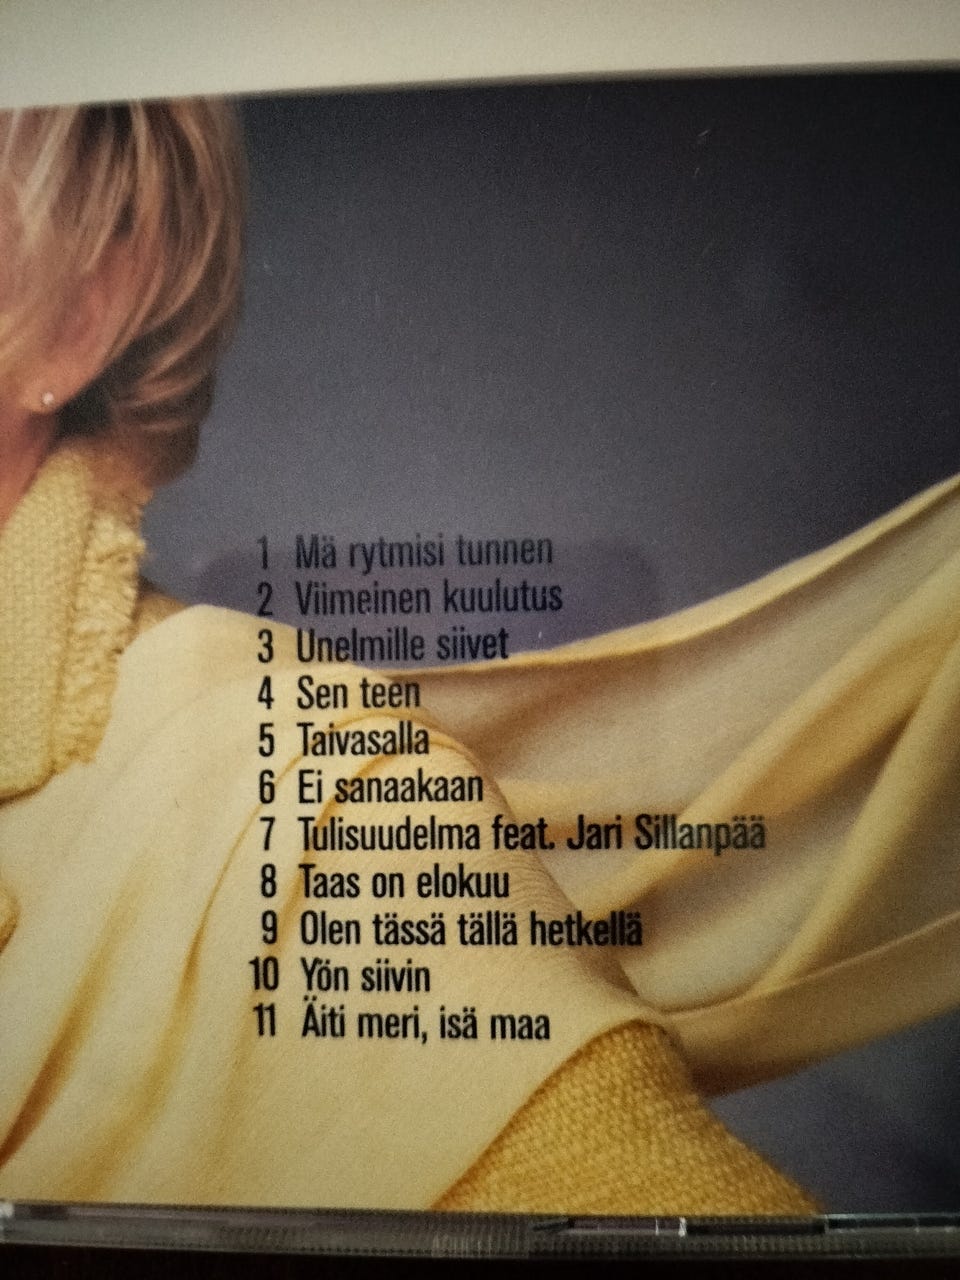 1 Mä rytmisi tunnen
2 Viimeinen kuulutus
3 Unelmille siivet
4 Sen teen
5 Taivasalla
6 Ei sanaakaan
7 Tulisuudelma feat. Jari Sillanpää
8 Taas on elokuu
9 Olen tässä tällä hetkellä
10 Yön siivin
11 Äiti meri, isä maa